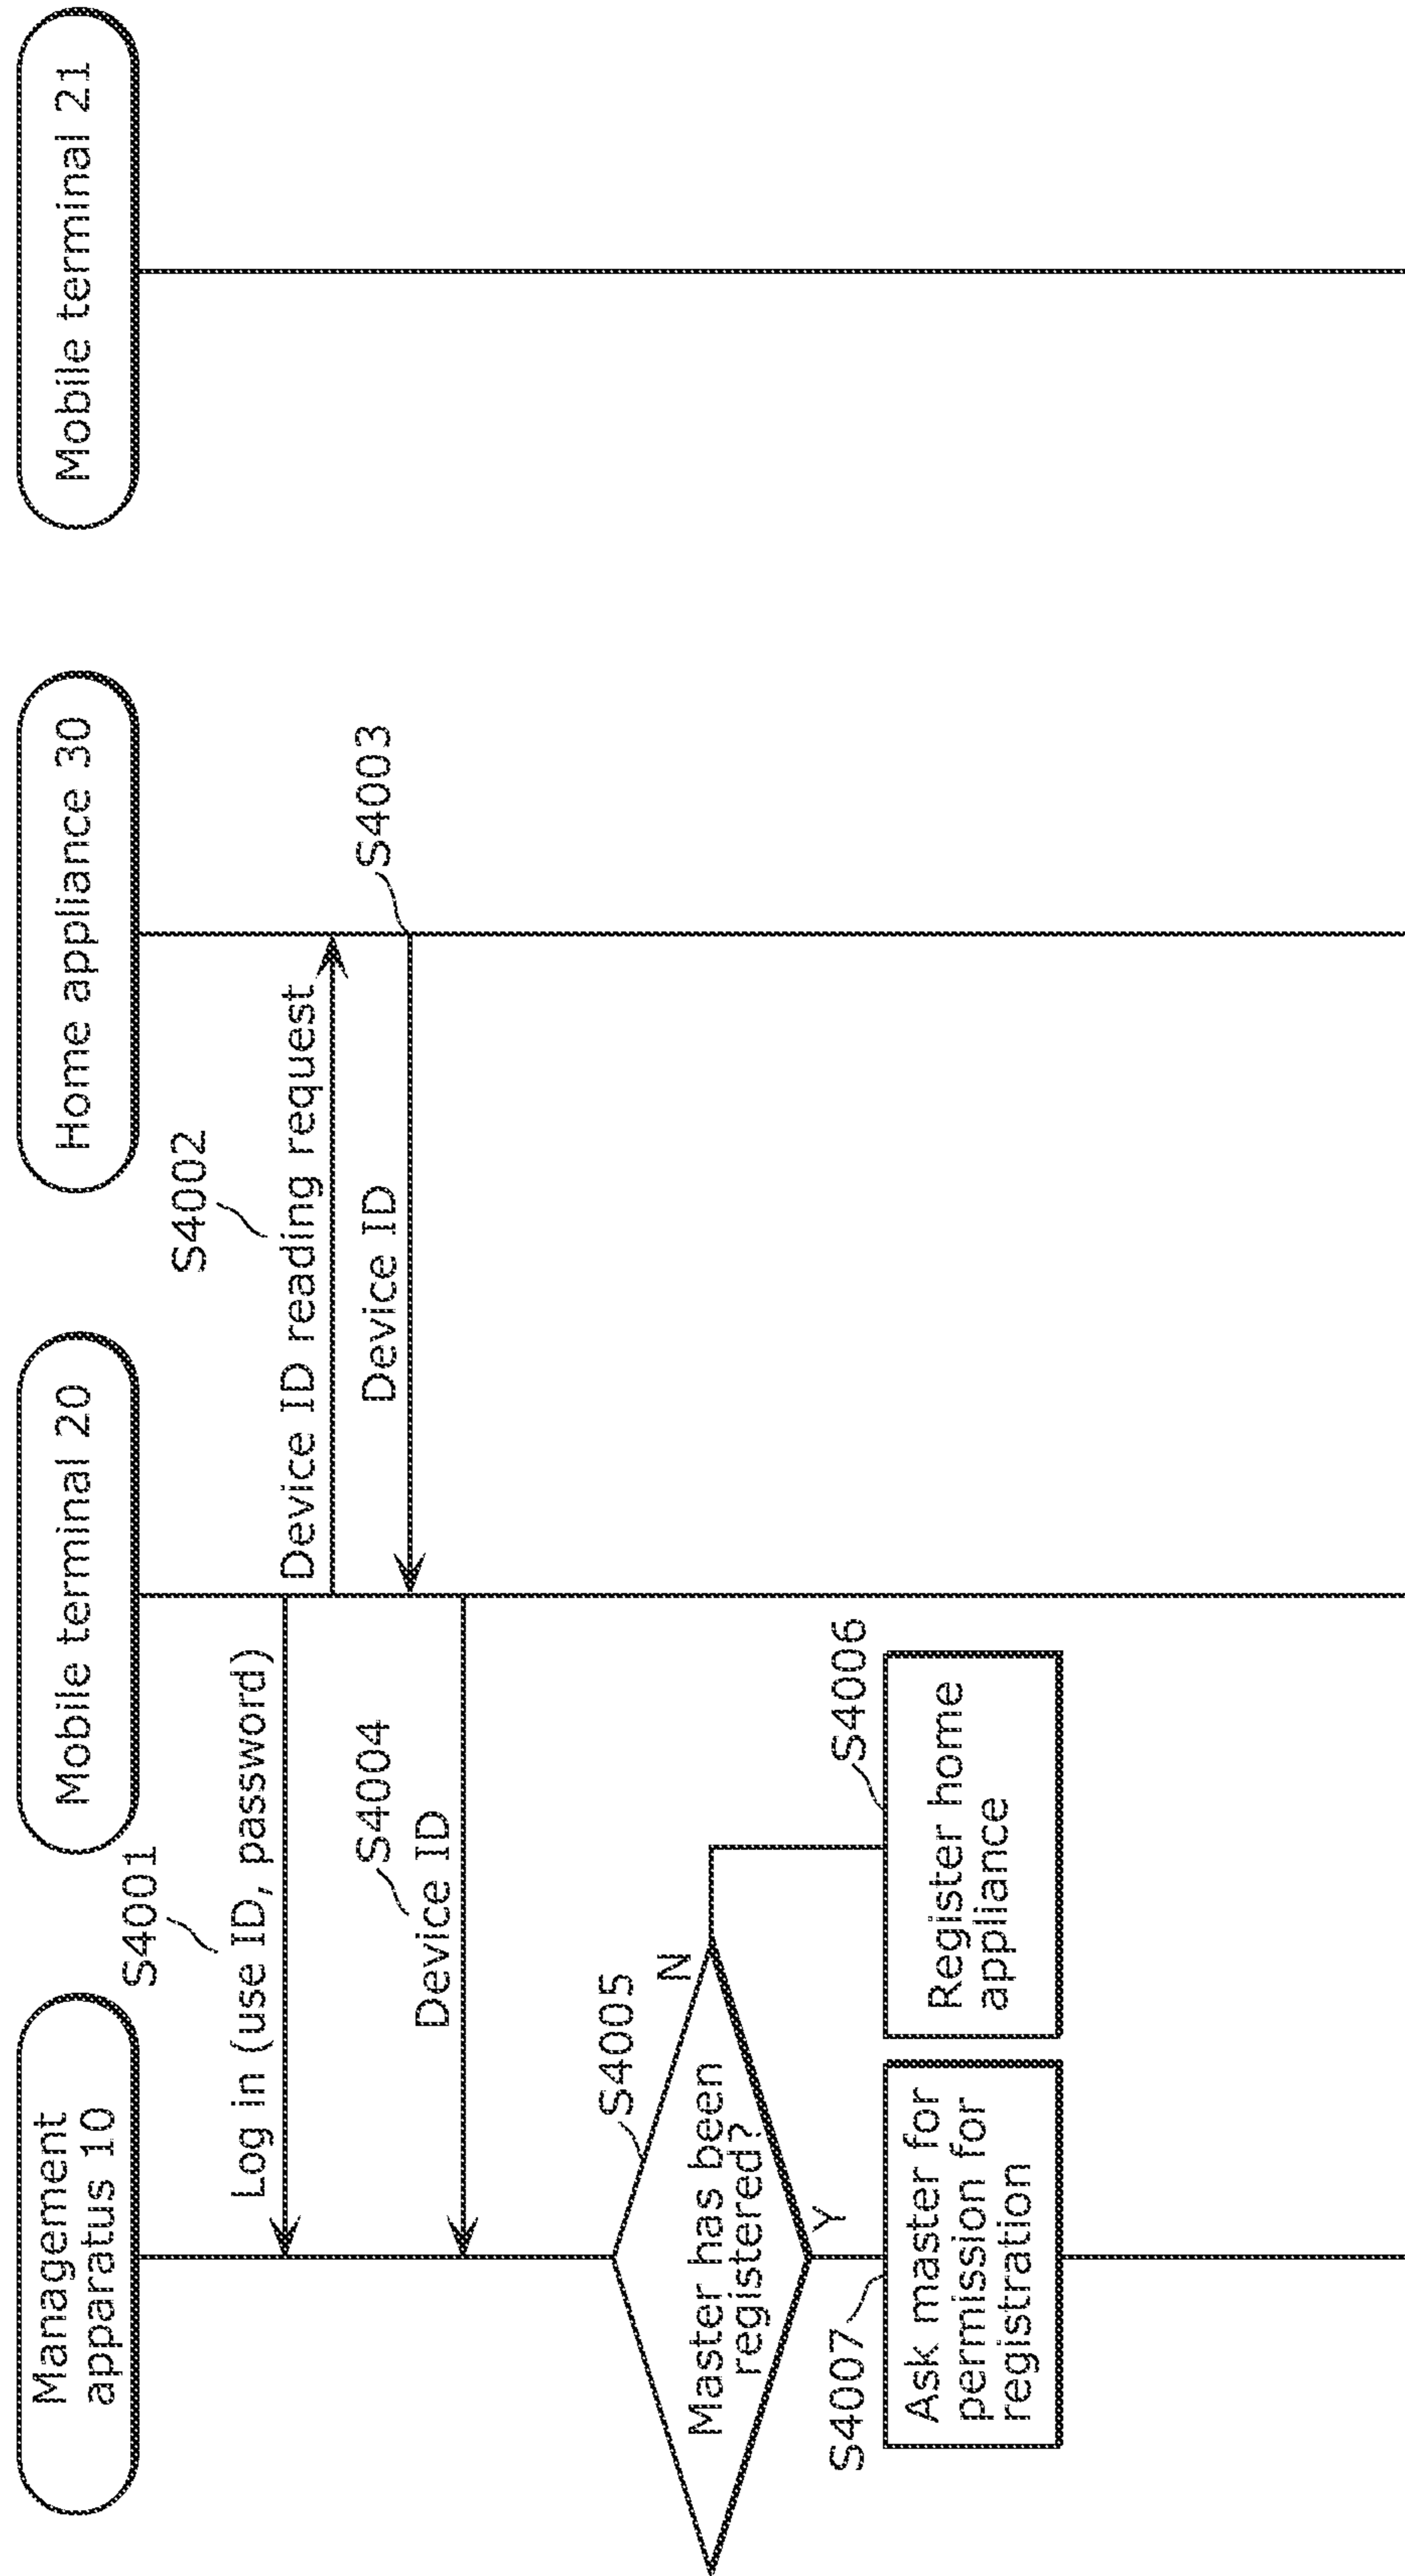 Management
apparatus 10
Mobile terminal 20
Home appliance 30
Mobile terminal 21
S4001
Log in (use ID, password)
S4002
Device ID reading request
S4003
Device ID
S4004
Device ID
S4005
Master has been
registered?
N
Y
S4006
Register home
appliance
S4007
Ask master for
permission for
registration